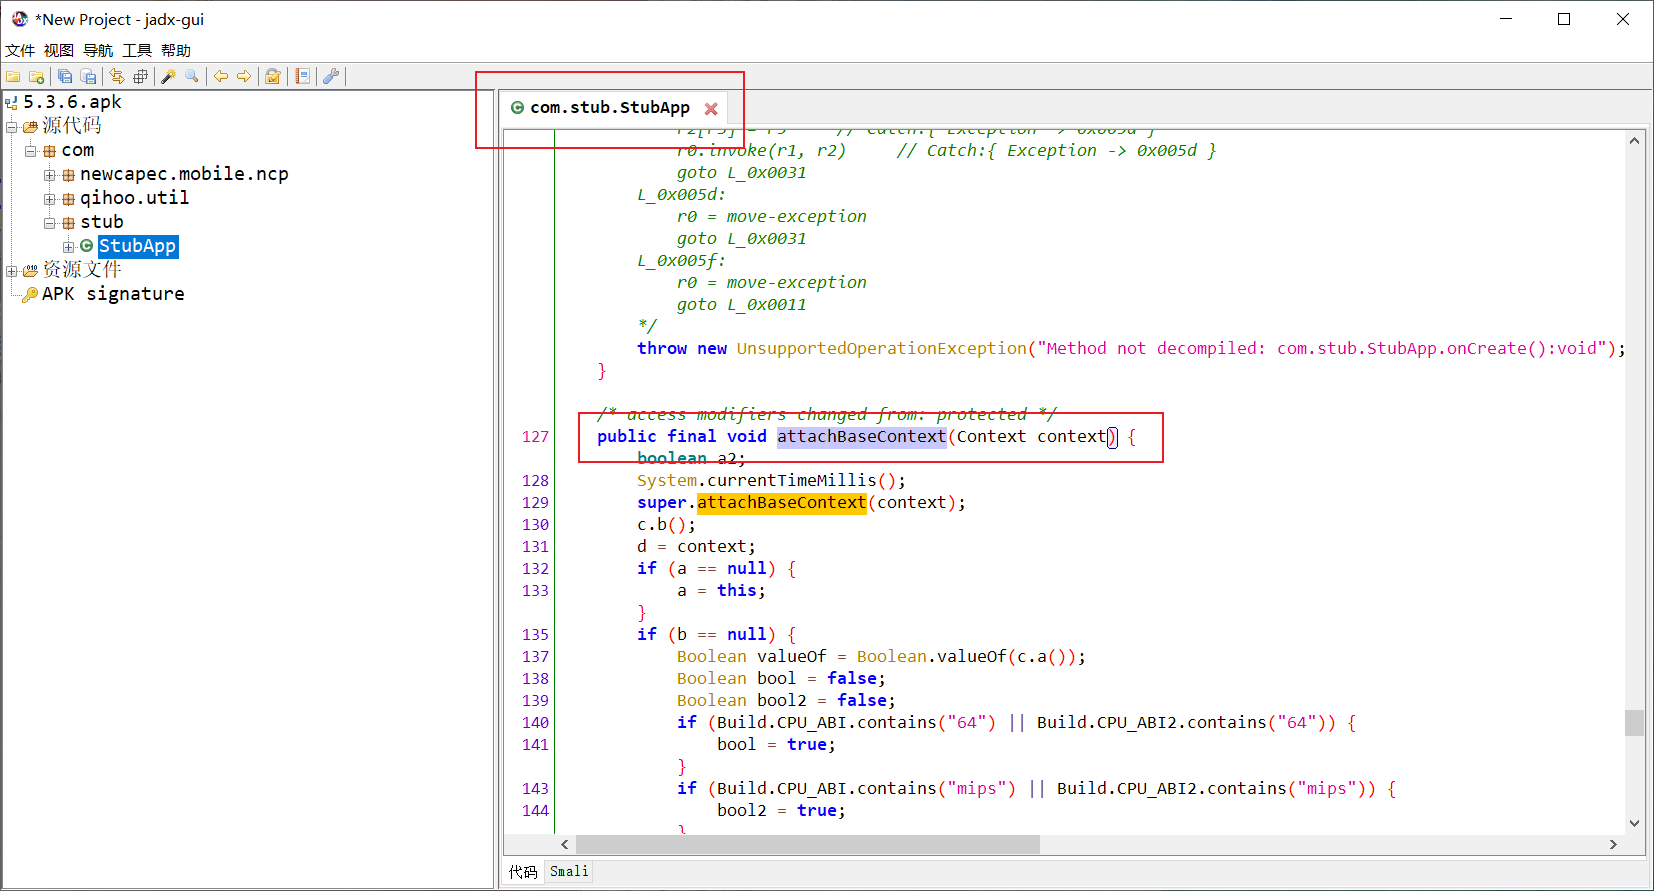 *New Project - jadx-gui
文件 视图 导航 工具 帮助
5.3.6.apk
源代码
com
newcapec.mobile.ncp
qihoo.util
stub
StubApp
资源文件
APK signature
com.stub.StubApp
r2[r3] = r5     // Catch:{ Exception -> 0x005d }
r0.invoke(r1, r2)     // Catch:{ Exception -> 0x005d }
goto L_0x0031
L_0x005d:
r0 = move-exception
goto L_0x0031
L_0x005f:
r0 = move-exception
goto L_0x0011
*/
throw new UnsupportedOperationException("Method not decompiled: com.stub.StubApp.onCreate():void");
}
/* access modifiers changed from: protected */
127 public final void attachBaseContext(Context context) {
boolean a2;
128 System.currentTimeMillis();
129 super.attachBaseContext(context);
130 c.b();
131 d = context;
132 if (a == null) {
133 a = this;
}
135 if (b == null) {
137 Boolean valueOf = Boolean.valueOf(c.a());
138 Boolean bool = false;
139 Boolean bool2 = false;
140 if (Build.CPU_ABI.contains("64") || Build.CPU_ABI2.contains("64")) {
141 bool = true;
}
143 if (Build.CPU_ABI.contains("mips") || Build.CPU_ABI2.contains("mips")) {
144 bool2 = true;
}
代码 Smali